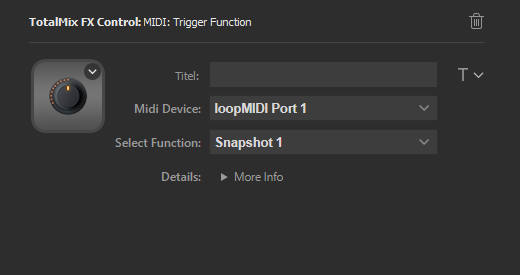 TotalMix FX Control: MIDI: Trigger Function
Titel:
T
Midi Device: loopMIDI Port 1
Select Function: Snapshot 1
Details: More Info